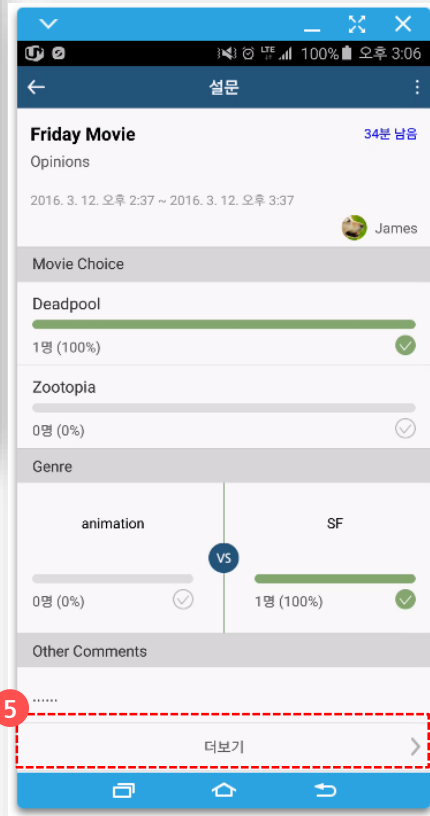 LTE 100% 오후 3:06
설문
Friday Movie 34분 남음
Opinions
2016. 3. 12. 오후 2:37 ~ 2016. 3. 12. 오후 3:37
James
Movie Choice
Deadpool
1명 (100%)
Zootopia
0명 (0%)
Genre
animation SF
VS
0명 (0%) 1명 (100%)
Other Comments
......
5
더보기